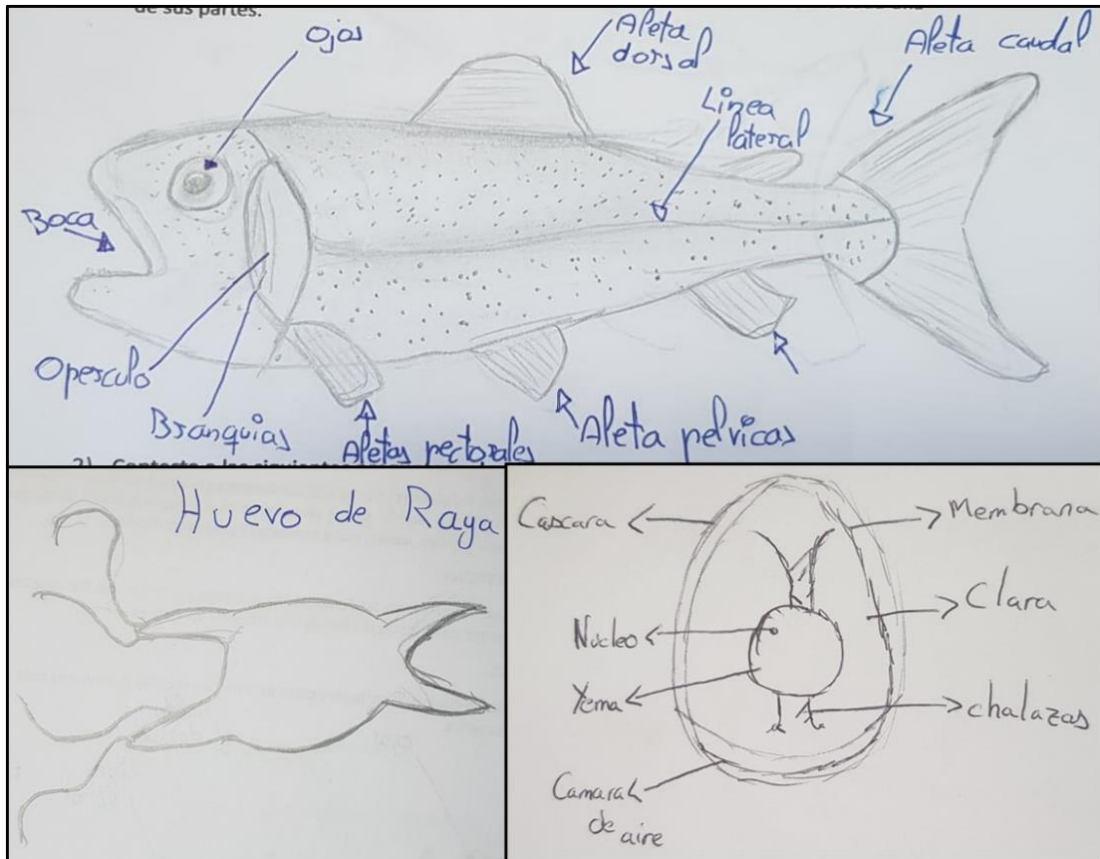 de sus partes.
Ojos
Aleta
dorsal
Aleta caudal
Linea
lateral
Boca
Operculo
Branquias
Aletas pectorales
Aleta pelvicas
Huevo de Raya
Cascara
Membrana
Clara
Nucleo
Yema
chalazas
Camara
de aire